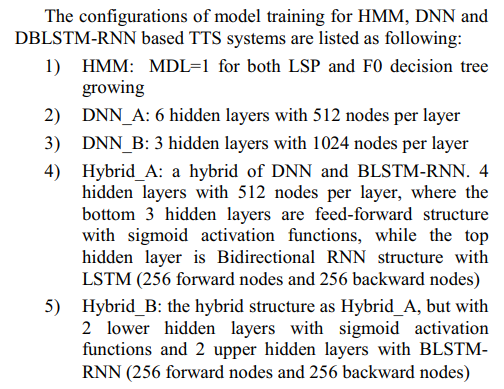 The configurations of model training for HMM, DNN and
DBLSTM-RNN based TTS systems are listed as following:
1) HMM: MDL=1 for both LSP and F0 decision tree
growing
2) DNN_A: 6 hidden layers with 512 nodes per layer
3) DNN_B: 3 hidden layers with 1024 nodes per layer
4) Hybrid_A: a hybrid of DNN and BLSTM-RNN. 4
hidden layers with 512 nodes per layer, where the
bottom 3 hidden layers are feed-forward structure
with sigmoid activation functions, while the top
hidden layer is Bidirectional RNN structure with
LSTM (256 forward nodes and 256 backward nodes)
5) Hybrid_B: the hybrid structure as Hybrid_A, but with
2 lower hidden layers with sigmoid activation
functions and 2 upper hidden layers with BLSTM-
RNN (256 forward nodes and 256 backward nodes)